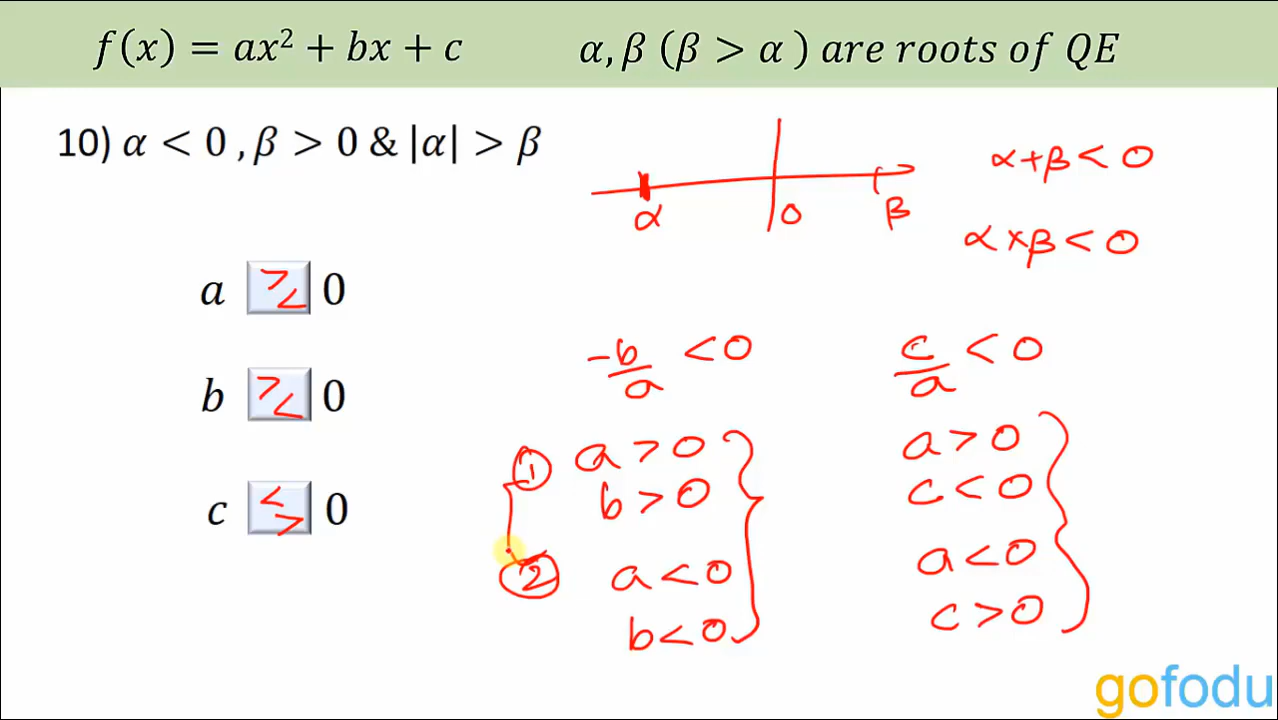 f(x) = ax² + bx + c α, β (β > α ) are roots of QE
10) α < 0 , β > 0 & |α| > β
α 0 β
α+β < 0
α×β < 0
a > < 0
b > < 0
c < > 0
-b/a < 0
c/a < 0
① a > 0
b > 0
② a < 0
b < 0
a > 0
c < 0
a < 0
c > 0
gofodu